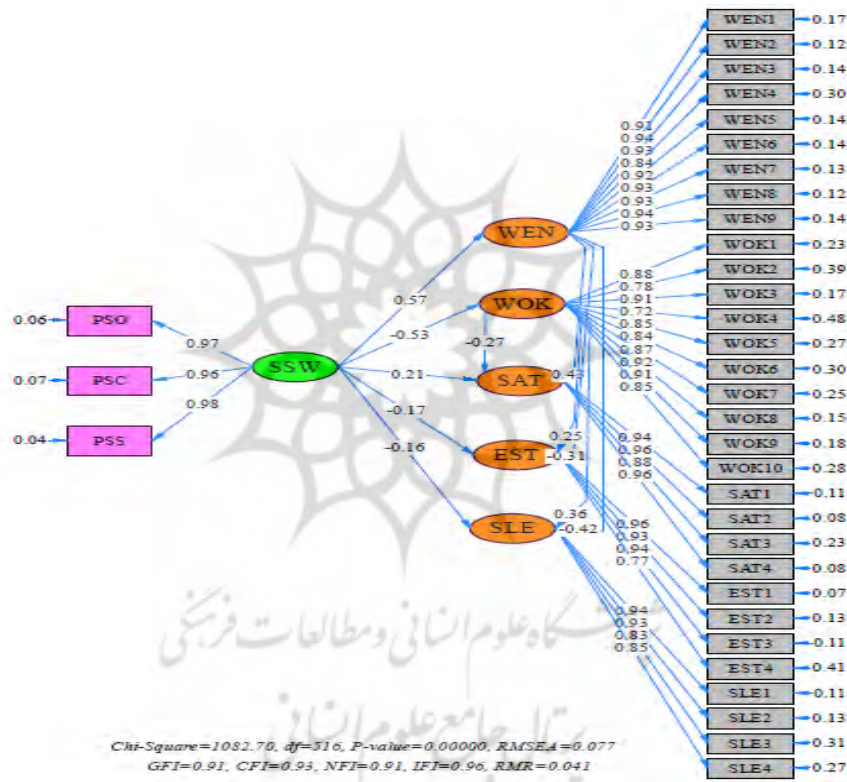 0.06
PSO
0.07
PSC
0.04
PSS
0.97
0.96
0.98
SSW
0.57
-0.53
0.21
-0.17
-0.16
WEN
WOK
-0.27
SAT
0.43
EST
0.25
-0.31
SLE
0.36
-0.42
0.91
0.94
0.93
0.84
0.92
0.93
0.93
0.94
0.93
0.88
0.78
0.91
0.72
0.85
0.84
0.87
0.92
0.91
0.85
0.94
0.96
0.88
0.96
0.96
0.93
0.94
0.77
0.94
0.93
0.83
0.85
WEN1 0.17
WEN2 0.12
WEN3 0.14
WEN4 0.30
WEN5 0.14
WEN6 0.14
WEN7 0.13
WEN8 0.12
WEN9 0.14
WOK1 0.23
WOK2 0.39
WOK3 0.17
WOK4 0.48
WOK5 0.27
WOK6 0.30
WOK7 0.25
WOK8 0.15
WOK9 0.18
WOK10 0.28
SAT1 0.11
SAT2 0.08
SAT3 0.23
SAT4 0.08
EST1 0.07
EST2 0.13
EST3 0.11
EST4 0.41
SLE1 0.11
SLE2 0.13
SLE3 0.31
SLE4 0.27
پژوهشگاه علوم انسانی و مطالعات فرهنگی
پرتال جامع علوم انسانی
Chi-Square=1082.70, df=516, P-value=0.00000, RMSEA=0.077
GFI=0.91, CFI=0.93, NFI=0.91, IFI=0.96, RMR=0.041